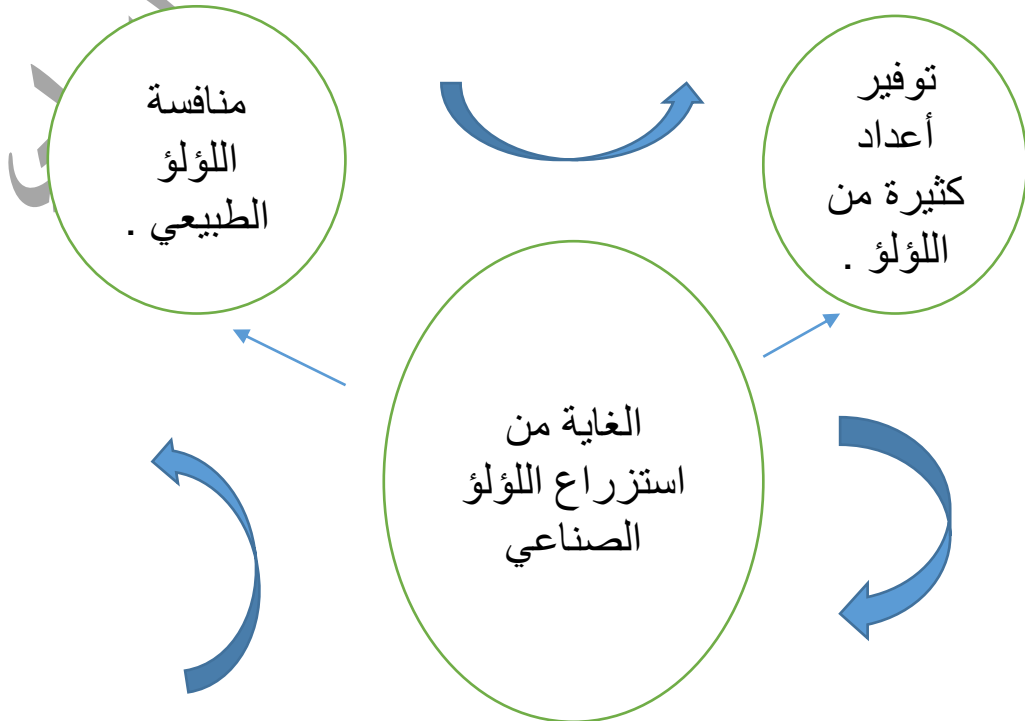 توفير
أعداد
كثيرة من
اللؤلؤ .
منافسة
اللؤلؤ
الطبيعي .
الغاية من
استزراع اللؤلؤ
الصناعي